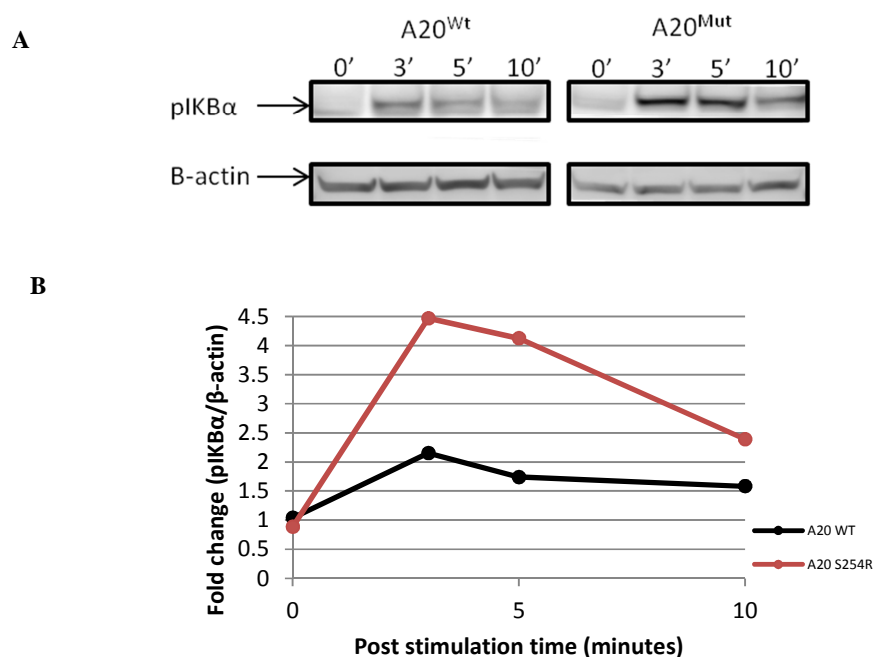 A
A20Wt A20Mut
0’ 3’ 5’ 10’ 0’ 3’ 5’ 10’
pIKBα
B-actin
B
Fold change (pIKBα/β-actin)
4.5
4
3.5
3
2.5
2
1.5
1
0.5
0
0 5 10
A20 WT
A20 S254R
Post stimulation time (minutes)